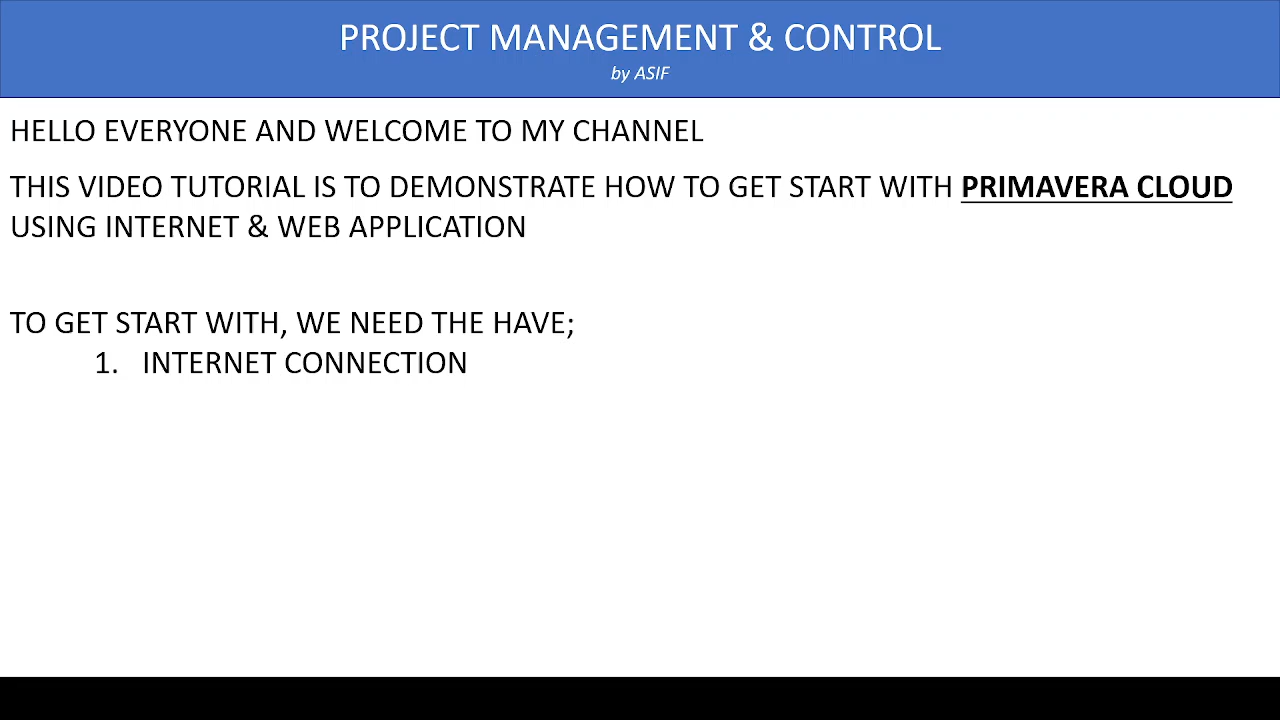 PROJECT MANAGEMENT & CONTROL
by ASIF
HELLO EVERYONE AND WELCOME TO MY CHANNEL
THIS VIDEO TUTORIAL IS TO DEMONSTRATE HOW TO GET START WITH PRIMAVERA CLOUD
USING INTERNET & WEB APPLICATION
TO GET START WITH, WE NEED THE HAVE;
1. INTERNET CONNECTION